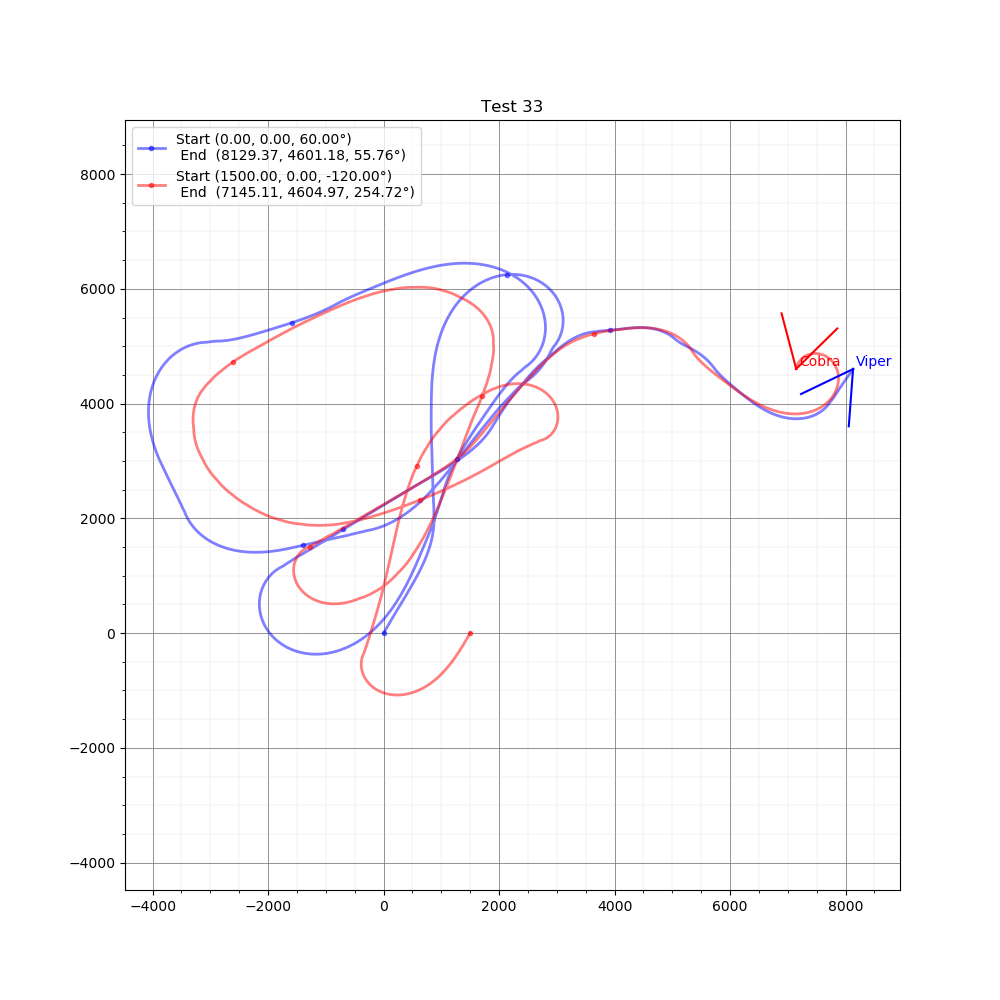 Test 33
Start (0.00, 0.00, 60.00°)
End (8129.37, 4601.18, 55.76°)
Start (1500.00, 0.00, -120.00°)
End (7145.11, 4604.97, 254.72°)
8000
6000
4000
2000
0
−2000
−4000
Cobra
Viper
−4000 −2000 0 2000 4000 6000 8000